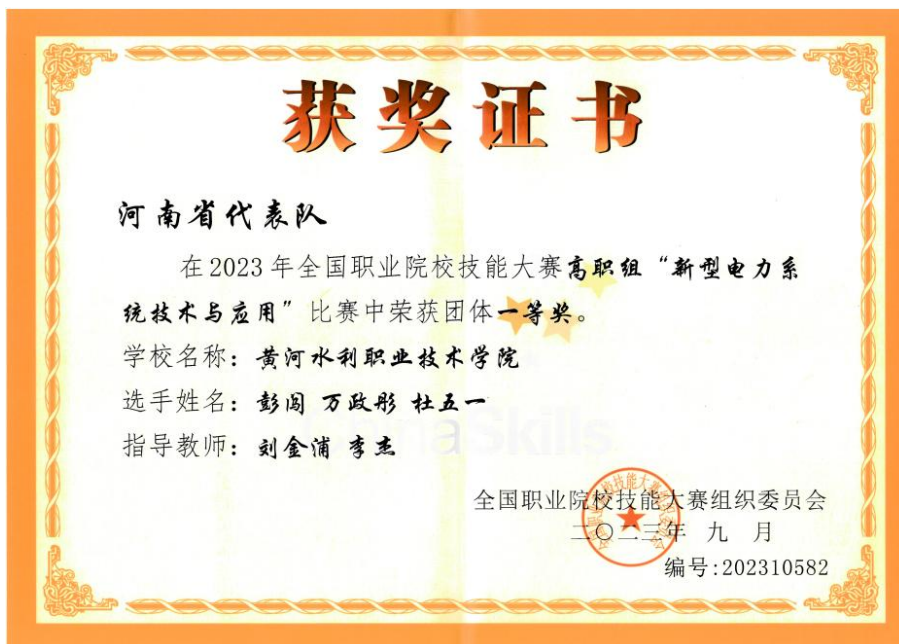 获奖证书
河南省代表队
在2023年全国职业院校技能大赛高职组“新型电力系
统技术与应用”比赛中荣获团体一等奖。
学校名称：黄河水利职业技术学院
选手姓名：彭闯 万政彤 杜五一
指导教师：刘金浦 李杰
ChinaSkills
全国职业院校技能大赛组织委员会
二〇二三年 九 月
编号:202310582